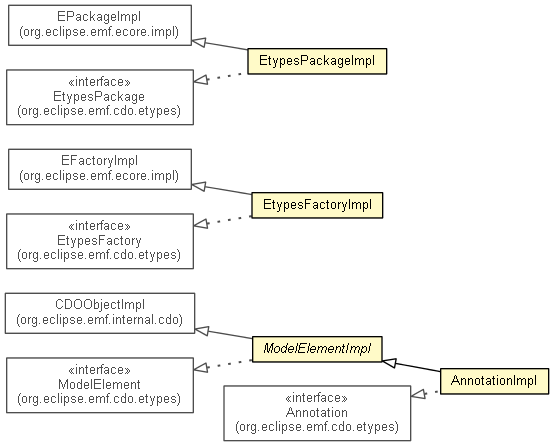 EPackageImpl
(org.eclipse.emf.ecore.impl)
EtypesPackageImpl
«interface»
EtypesPackage
(org.eclipse.emf.cdo.etypes)
EFactoryImpl
(org.eclipse.emf.ecore.impl)
EtypesFactoryImpl
«interface»
EtypesFactory
(org.eclipse.emf.cdo.etypes)
CDOObjectImpl
(org.eclipse.emf.internal.cdo)
ModelElementImpl
«interface»
ModelElement
(org.eclipse.emf.cdo.etypes)
AnnotationImpl
«interface»
Annotation
(org.eclipse.emf.cdo.etypes)